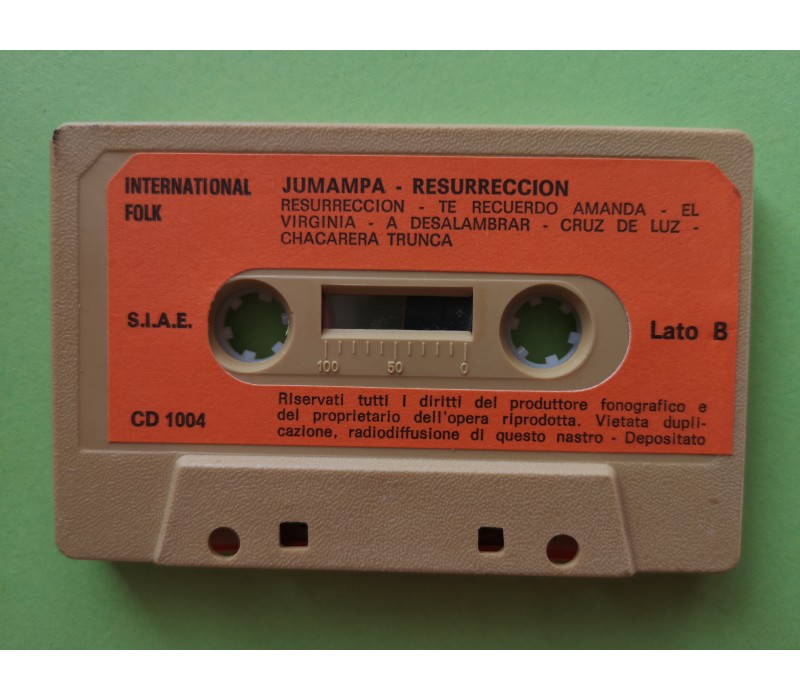 INTERNATIONAL
FOLK
JUMAMPA - RESURRECCION
RESURRECCION - TE RECUERDO AMANDA - EL
VIRGINIA - A DESALAMBRAR - CRUZ DE LUZ -
CHACARERA TRUNCA
S.I.A.E.
Lato B
100 50 0
CD 1004
Riservati tutti i diritti del produttore fonografico e
del proprietario dell'opera riprodotta. Vietata dupli-
cazione, radiodiffusione di questo nastro - Depositato